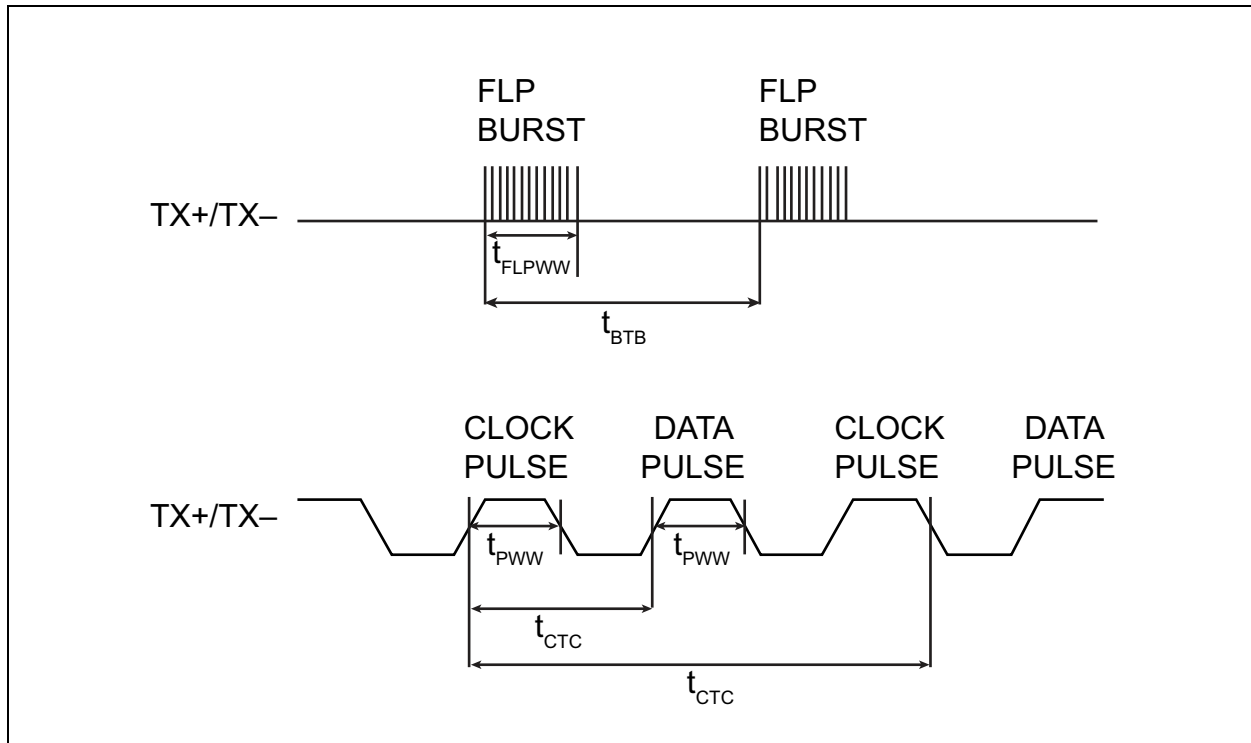 FLP BURST
FLP BURST
TX+/TX–
tFLPWW
tBTB
CLOCK PULSE
DATA PULSE
CLOCK PULSE
DATA PULSE
TX+/TX–
tPWW
tPWW
tCTC
tCTC